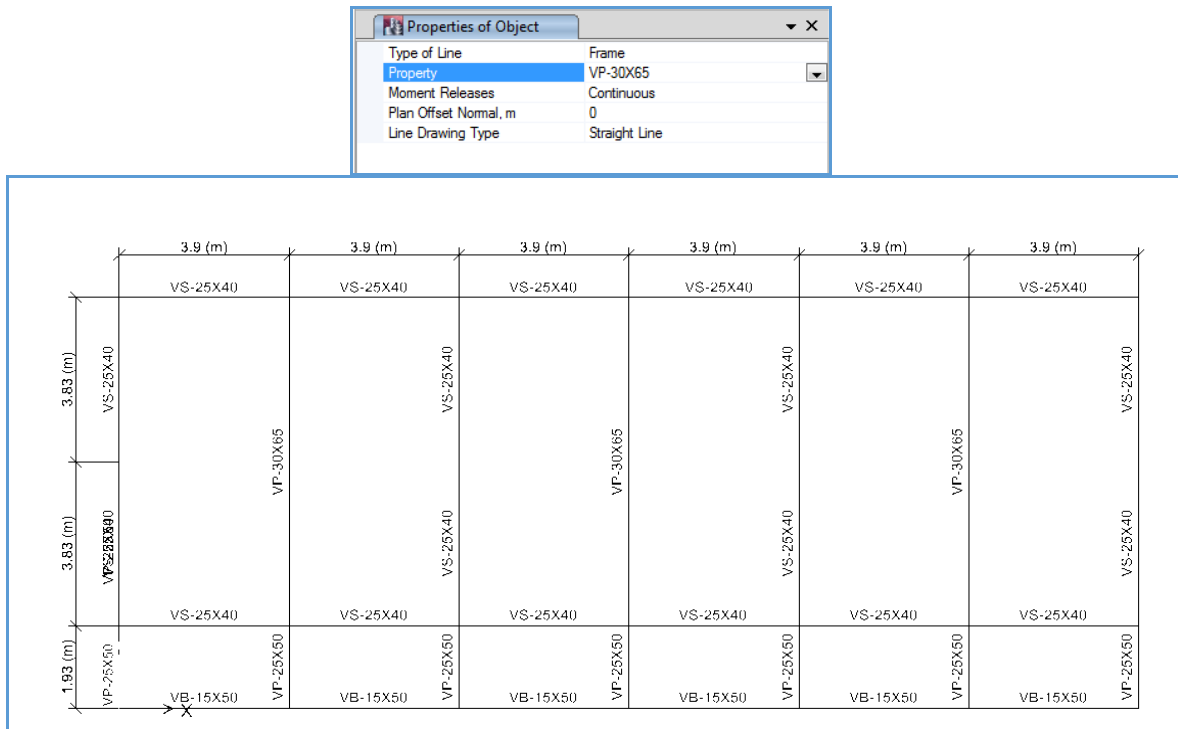 Properties of Object
Type of Line Frame
Property VP-30X65
Moment Releases Continuous
Plan Offset Normal, m 0
Line Drawing Type Straight Line
3.9 (m) 3.9 (m) 3.9 (m) 3.9 (m) 3.9 (m) 3.9 (m)
VS-25X40 VS-25X40 VS-25X40 VS-25X40 VS-25X40 VS-25X40
3.83 (m) VS-25X40 VS-25X40 VS-25X40 VS-25X40
VP-30X65 VP-30X65 VP-30X65
3.83 (m) VS-25X40 VS-25X40 VS-25X40
VS-25X40 VS-25X40 VS-25X40 VS-25X40 VS-25X40 VS-25X40
1.93 (m) VP-25X50 VP-25X50 VP-25X50 VP-25X50 VP-25X50 VP-25X50 VP-25X50
VB-15X50 VB-15X50 VB-15X50 VB-15X50 VB-15X50 VB-15X50
X